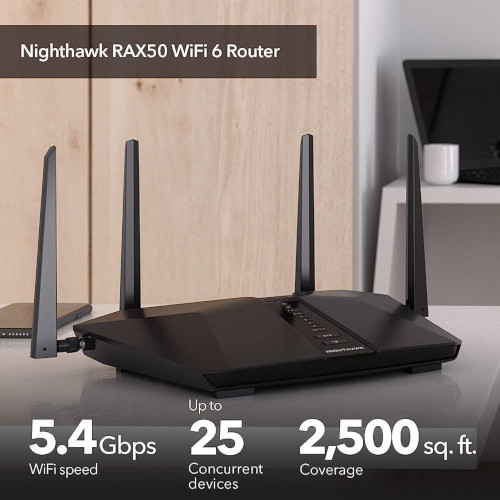 Nighthawk RAX50 WiFi 6 Router
NIGHTHAWK
5.4Gbps
WiFi speed
Up to
25
Concurrent
devices
2,500 sq. ft.
Coverage